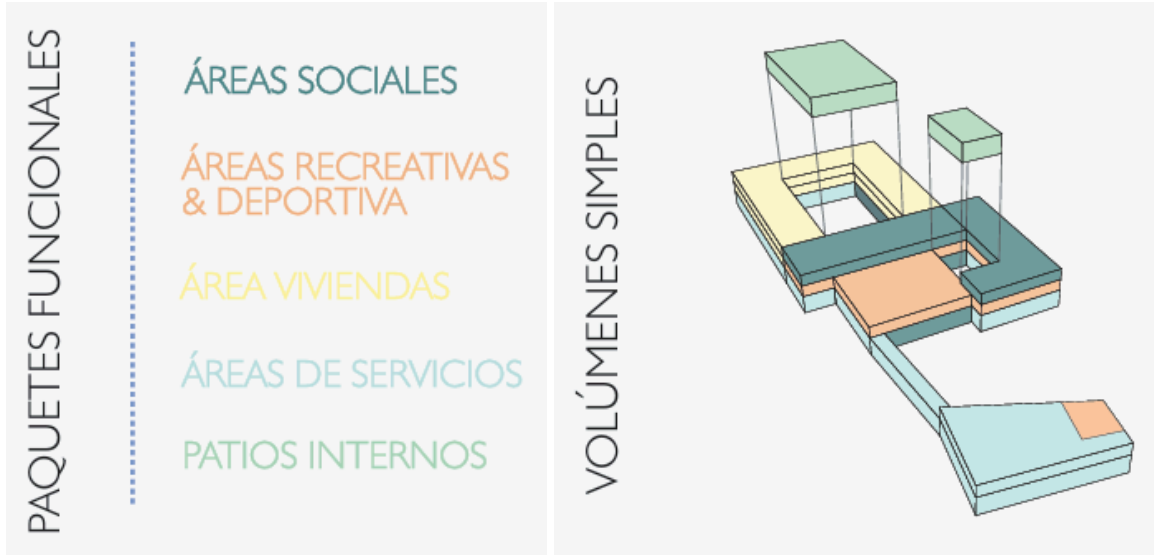 PAQUETES FUNCIONALES
ÁREAS SOCIALES
ÁREAS RECREATIVAS
& DEPORTIVA
ÁREA VIVIENDAS
ÁREAS DE SERVICIOS
PATIOS INTERNOS
VOLÚMENES SIMPLES